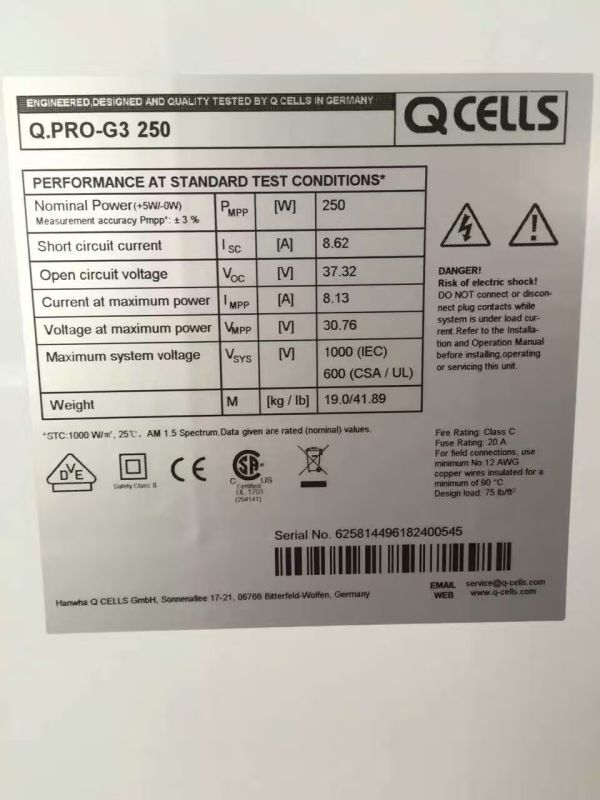 ENGINEERED,DESIGNED AND QUALITY TESTED BY Q CELLS IN GERMANY
Q.PRO-G3 250
Q CELLS
PERFORMANCE AT STANDARD TEST CONDITIONS*
Nominal Power(+5W/-0W) PMPP [W] 250
Measurement accuracy Pmpp*: ± 3 %
Short circuit current ISC [A] 8.62
Open circuit voltage VOC [V] 37.32
Current at maximum power IMPP [A] 8.13
Voltage at maximum power VMPP [V] 30.76
Maximum system voltage VSYS [V] 1000 (IEC)
600 (CSA / UL)
Weight M [kg / lb] 19.0/41.89
DANGER!
Risk of electric shock!
DO NOT connect or discon-
nect plug contacts while
system is under load cur-
rent.Refer to the Installa-
tion and Operation Manual
before installing,operating
or servicing this unit.
*STC:1000 W/㎡, 25℃, AM 1.5 Spectrum.Data given are rated (nominal) values.
DVE
Safety Class II
CE
SA
C US
Certified
UL 1703
(254141)
Fire Rating: Class C
Fuse Rating: 20 A
For field connections, use
minimum No.12 AWG
copper wires insulated for a
minimum of 90 °C
Design load: 75 lb/ft²
Serial No. 625814496182400545
Hanwha Q CELLS GmbH, Sonnenallee 17-21, 06766 Bitterfeld-Wolfen, Germany
EMAIL service@q-cells.com
WEB www.q-cells.com